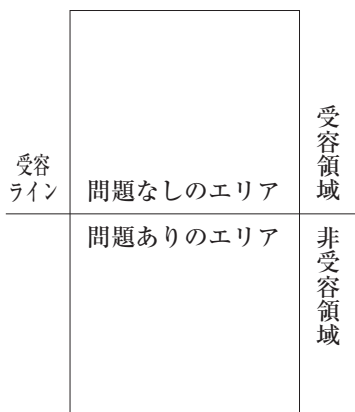 受容
ライン
問題なしのエリア
受容領域
問題ありのエリア
非受容領域